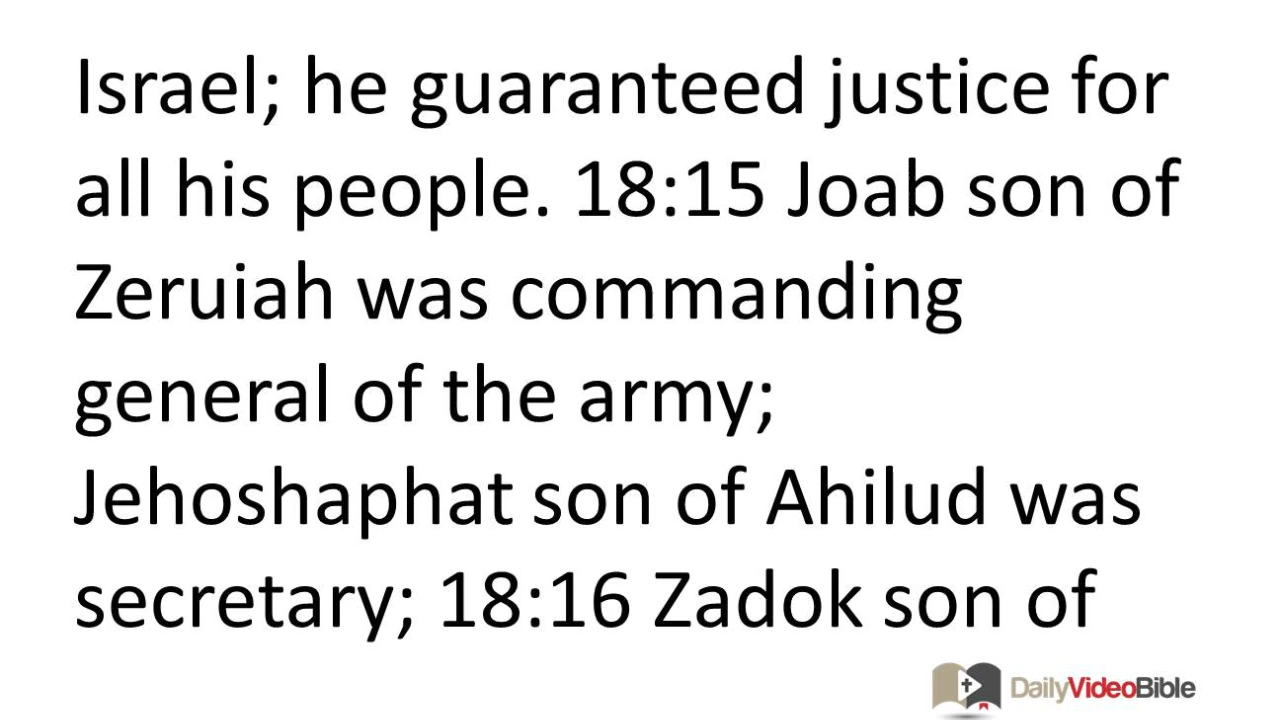 Israel; he guaranteed justice for
all his people. 18:15 Joab son of
Zeruiah was commanding
general of the army;
Jehoshaphat son of Ahilud was
secretary; 18:16 Zadok son of
DailyVideoBible